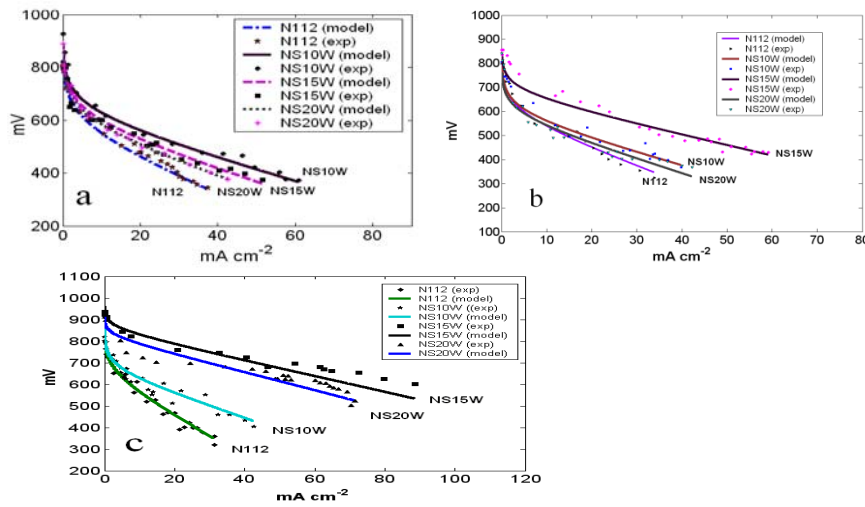 1000
800
600
400
200
mV
0 10 20 30 40 50 60 70 80
mA cm-2
N112 (model)
N112 (exp)
NS10W (model)
NS10W (exp)
NS15W (model)
NS15W (exp)
NS20W (model)
NS20W (exp)
N112
NS20W
NS15W
NS10W
a
1000
900
800
700
600
500
400
300
200
100
mV
0 10 20 30 40 50 60 70 80
mA cm-2
N112 (model)
N112 (exp)
NS10W (model)
NS10W (exp)
NS15W (model)
NS15W (exp)
NS20W (model)
NS20W (exp)
NS15W
NS10W
NS20W
Nf12
b
1100
1000
900
800
700
600
500
400
300
200
mV
0 20 40 60 80 100 120
mA cm-2
N112 (exp)
N112 (model)
NS10W ((exp)
NS10W (model)
NS15W (exp)
NS15W (model)
NS20W (exp)
NS20W (model)
NS15W
NS20W
NS10W
N112
c